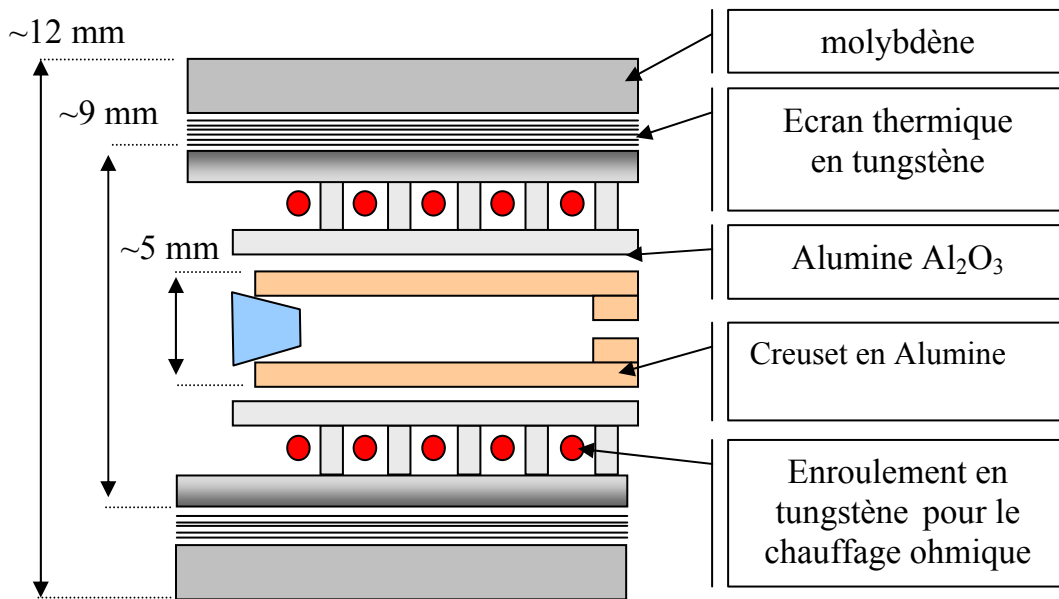 ~12 mm
~9 mm
~5 mm
molybdène
Ecran thermique
en tungstène
Alumine Al₂O₃
Creuset en Alumine
Enroulement en
tungstène pour le
chauffage ohmique